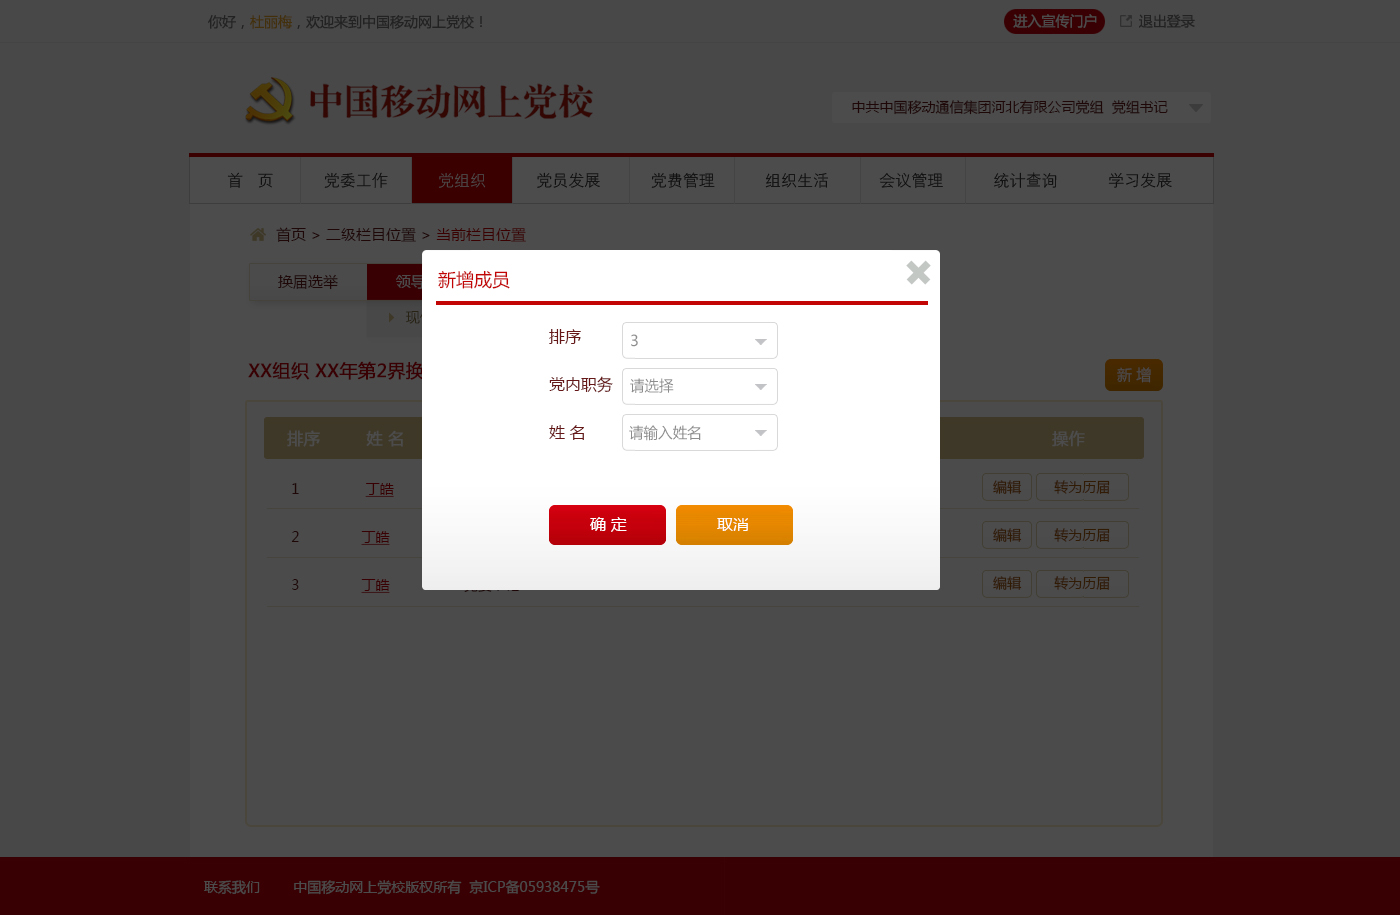 你好，杜丽梅，欢迎来到中国移动网上党校！ 进入宣传门户 退出登录
中国移动网上党校
中共中国移动通信集团河北有限公司党组 党组书记
首 页 党委工作 党组织 党员发展 党费管理 组织生活 会议管理 统计查询 学习发展
首页 > 二级栏目位置 > 当前栏目位置
换届选举 领导
现
XX组织 XX年第2界换 新 增
排序 姓 名 操作
1 丁皓 编辑 转为历届
2 丁皓 编辑 转为历届
3 丁皓 编辑 转为历届
新增成员
排序 3
党内职务 请选择
姓 名 请输入姓名
确 定 取消
联系我们 中国移动网上党校版权所有 京ICP备05938475号